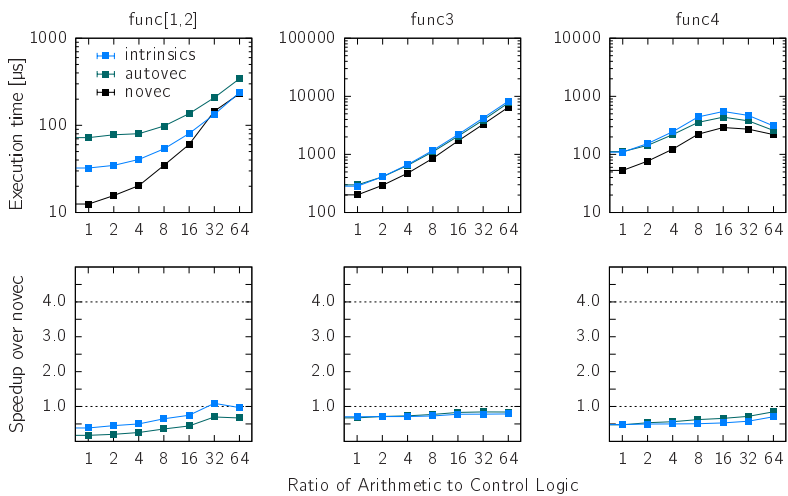 func[1,2] func3 func4
Execution time [µs]
1000 100000 10000
intrinsics
autovec
novec
100 10000 1000
1000 100
10 100 10
1 2 4 8 16 32 64 1 2 4 8 16 32 64 1 2 4 8 16 32 64
Speedup over novec
4.0 4.0 4.0
3.0 3.0 3.0
2.0 2.0 2.0
1.0 1.0 1.0
1 2 4 8 16 32 64 1 2 4 8 16 32 64 1 2 4 8 16 32 64
Ratio of Arithmetic to Control Logic